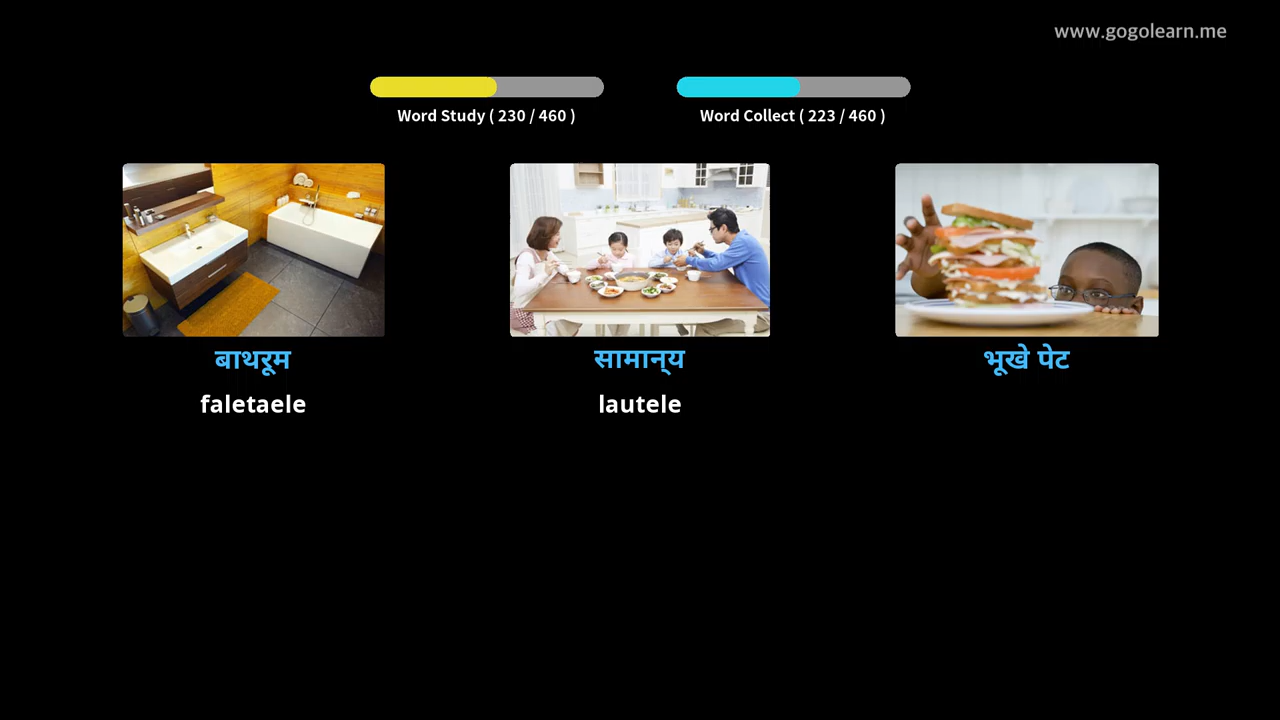 www.gogolearn.me
Word Study ( 230 / 460 )
Word Collect ( 223 / 460 )
बाथरूम
सामान्य
भूखे पेट
faletaele
lautele